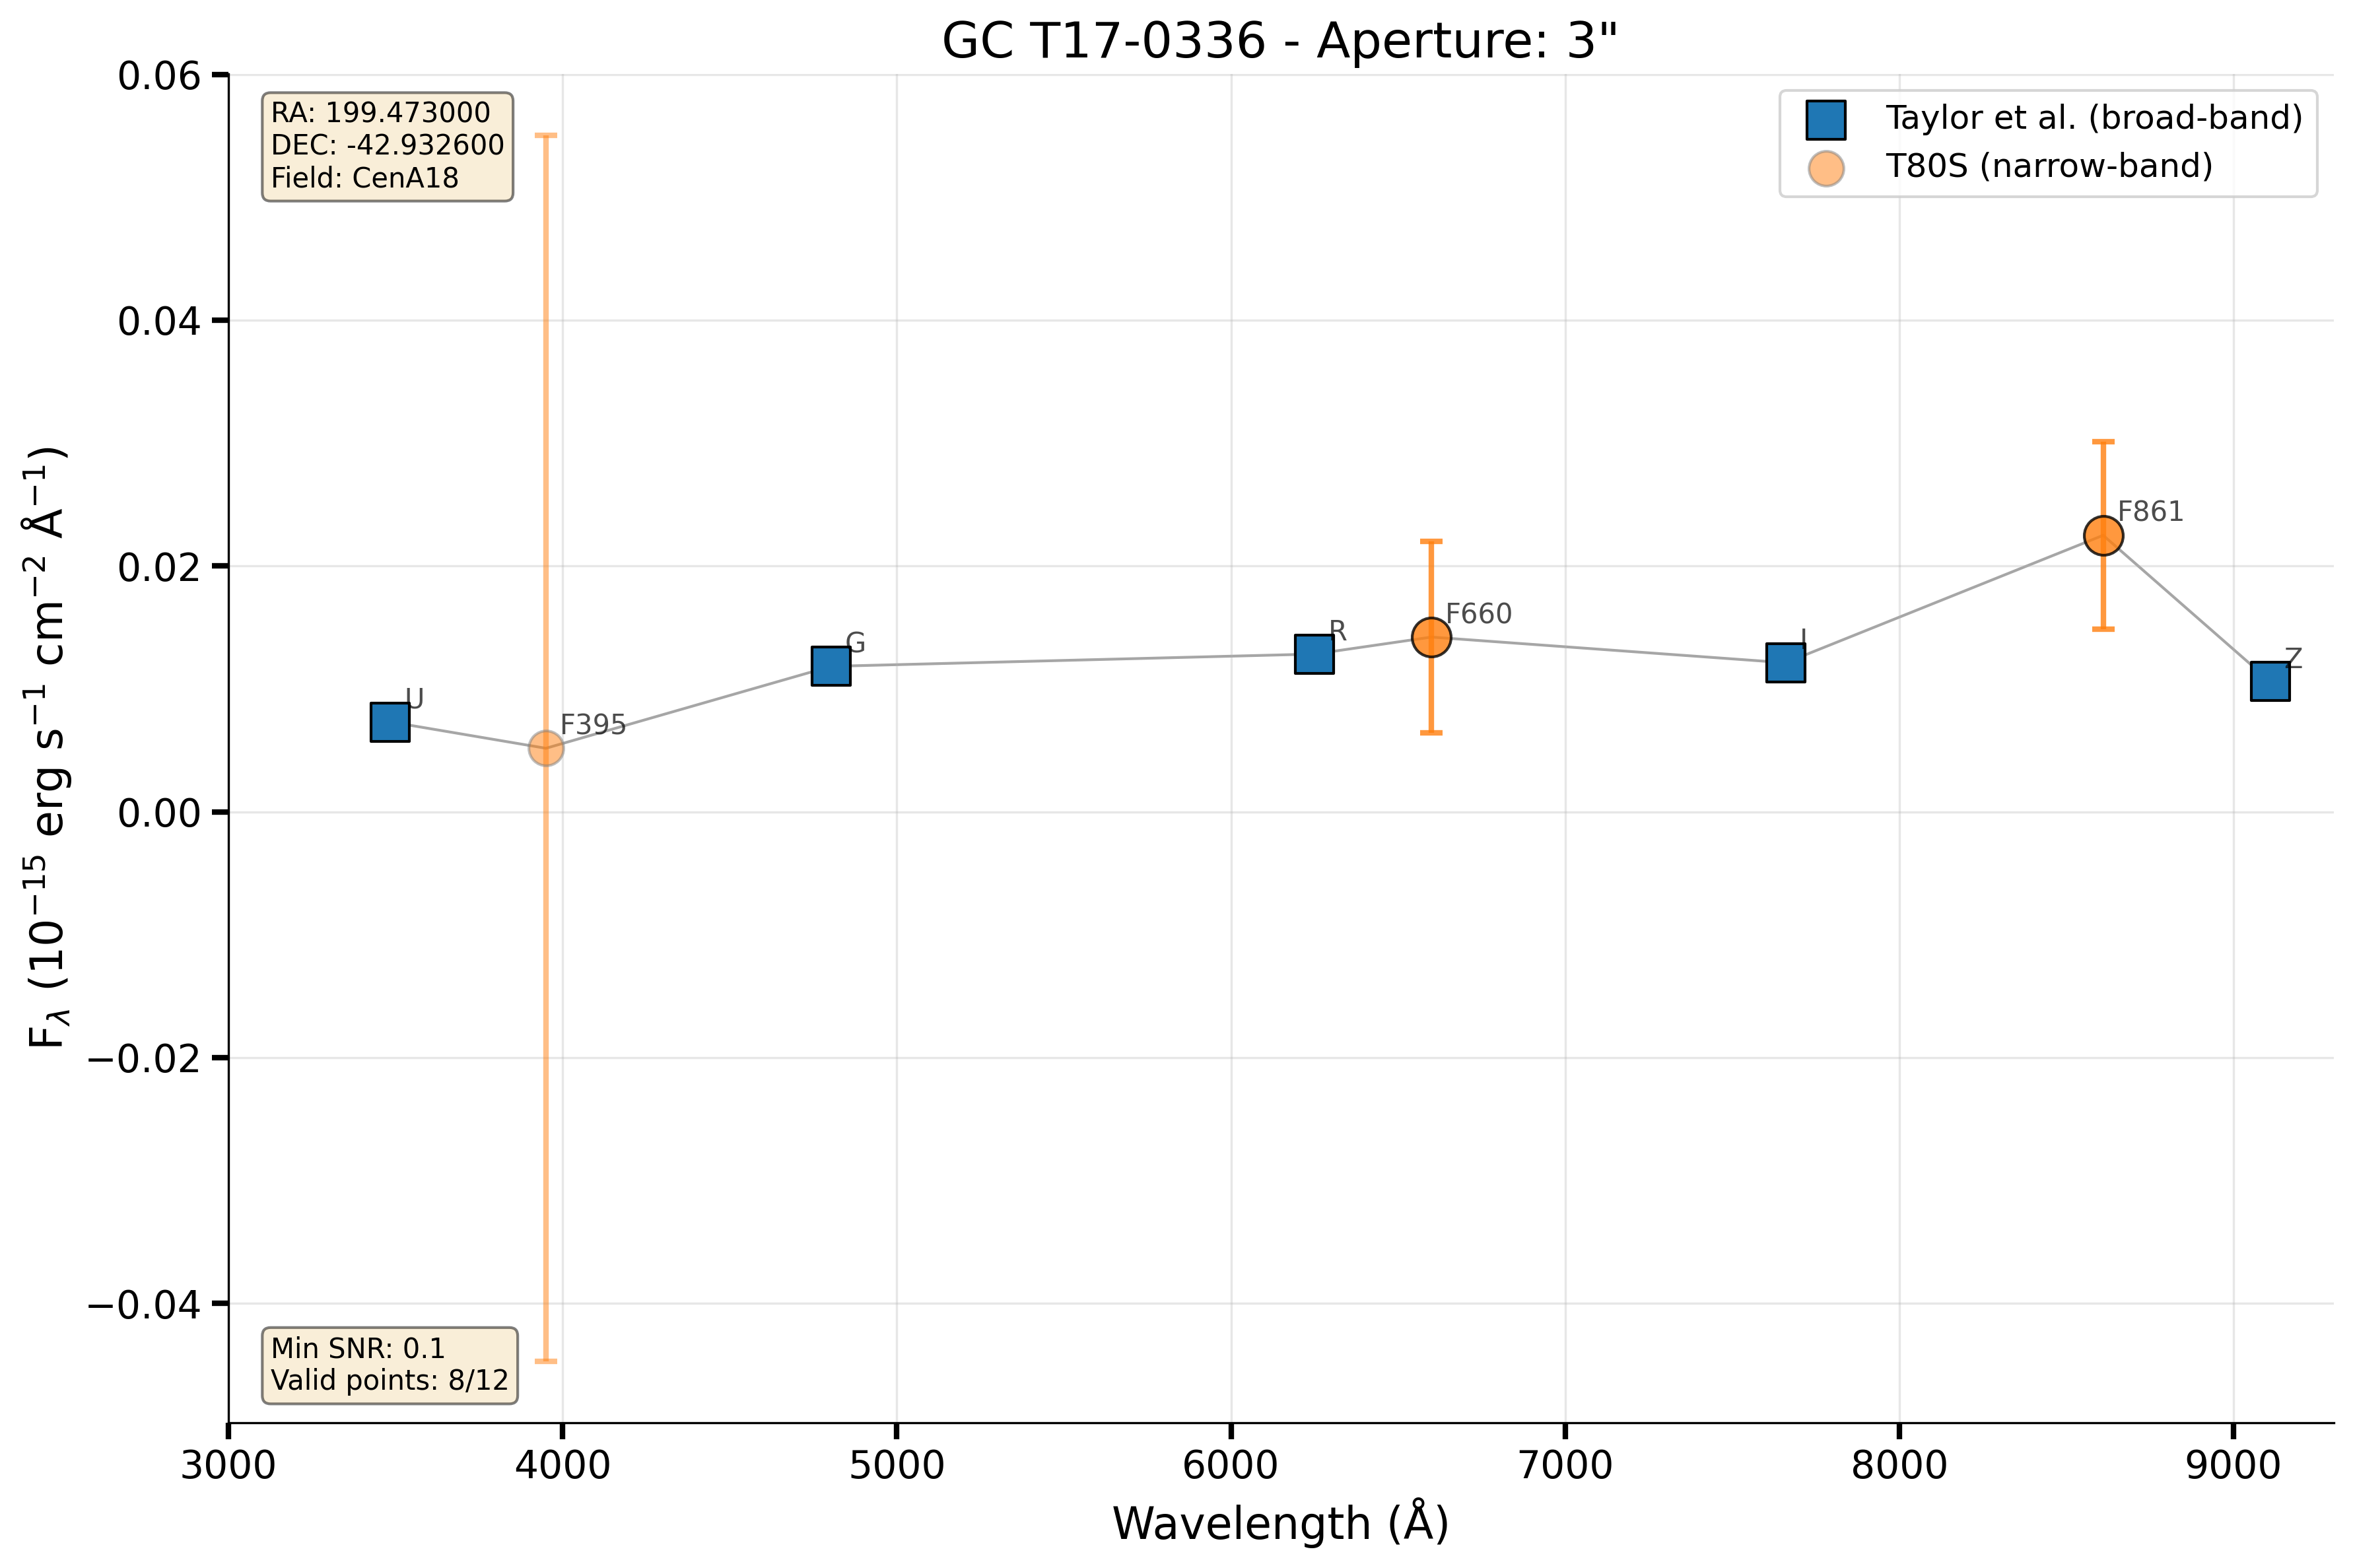 GC T17-0336 - Aperture: 3"
0.06
0.04
0.02
0.00
−0.02
−0.04
F_λ (10⁻¹⁵ erg s⁻¹ cm⁻² Å⁻¹)
RA: 199.473000
DEC: -42.932600
Field: CenA18
Taylor et al. (broad-band)
T80S (narrow-band)
U
F395
G
R
F660
I
F861
Z
Min SNR: 0.1
Valid points: 8/12
3000 4000 5000 6000 7000 8000 9000
Wavelength (Å)